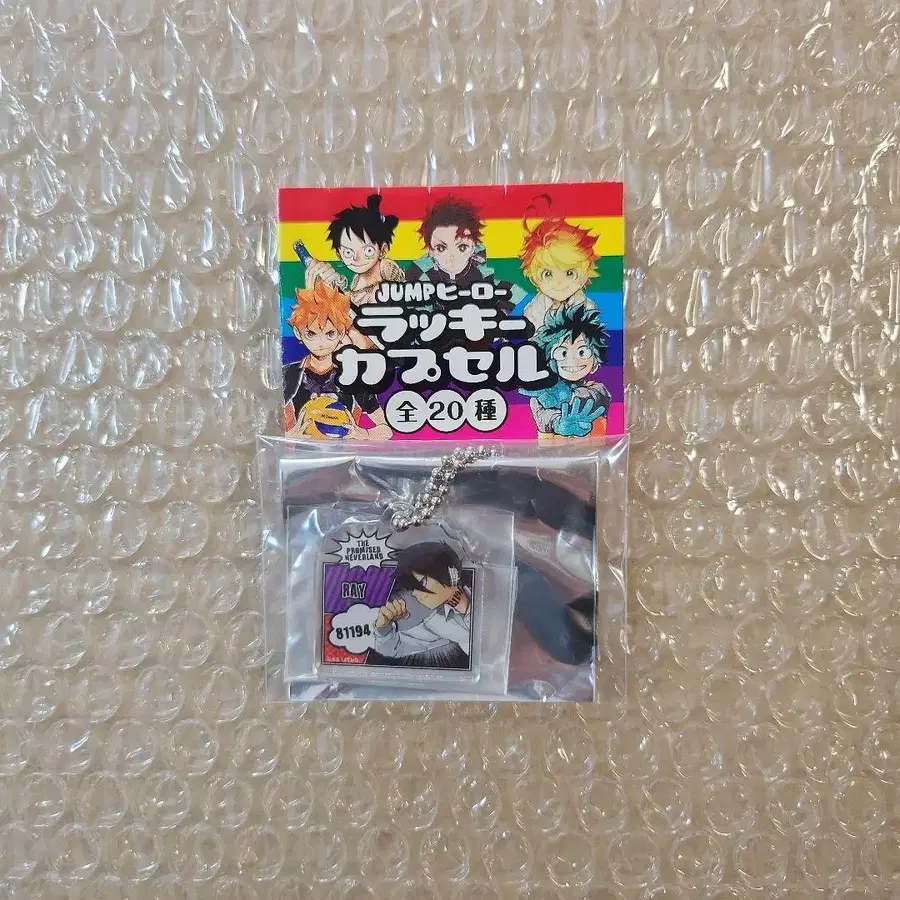 JUMPヒーロー
ラッキー
カプセル
全20種
THE
PROMISED
NEVERLAND
RAY
81194